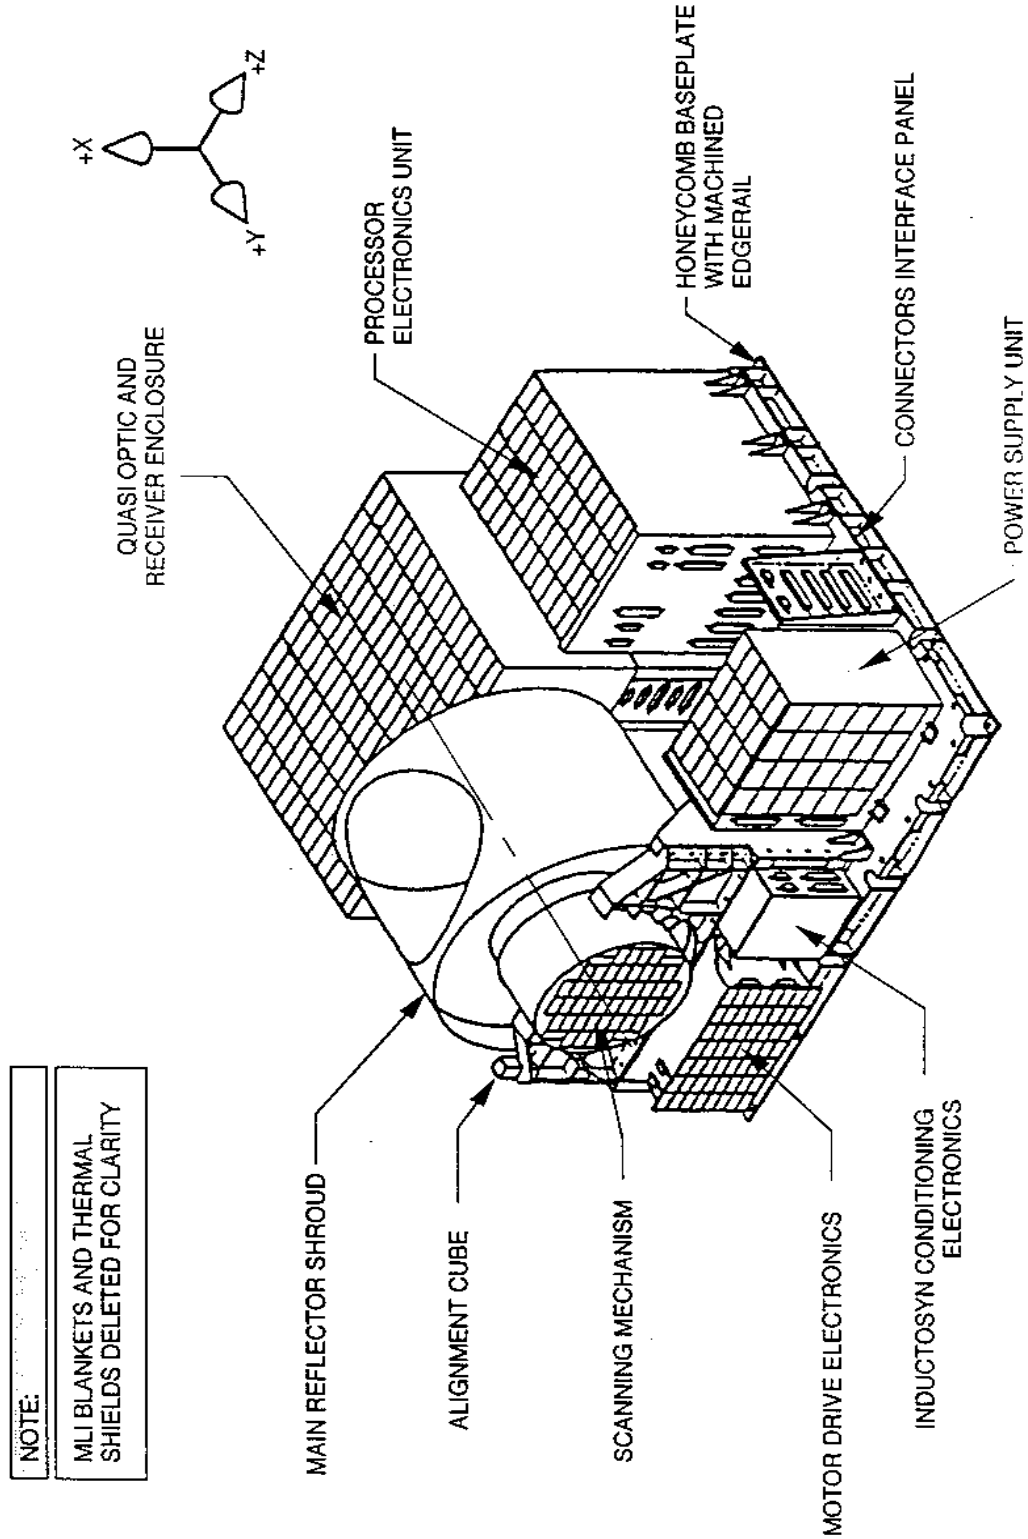 NOTE:
MLI BLANKETS AND THERMAL
SHIELDS DELETED FOR CLARITY
MAIN REFLECTOR SHROUD
ALIGNMENT CUBE
SCANNING MECHANISM
MOTOR DRIVE ELECTRONICS
INDUCTOSYN CONDITIONING
ELECTRONICS
QUASI OPTIC AND
RECEIVER ENCLOSURE
PROCESSOR
ELECTRONICS UNIT
HONEYCOMB BASEPLATE
WITH MACHINED
EDGERAIL
CONNECTORS INTERFACE PANEL
POWER SUPPLY UNIT
+X
+Y
+Z